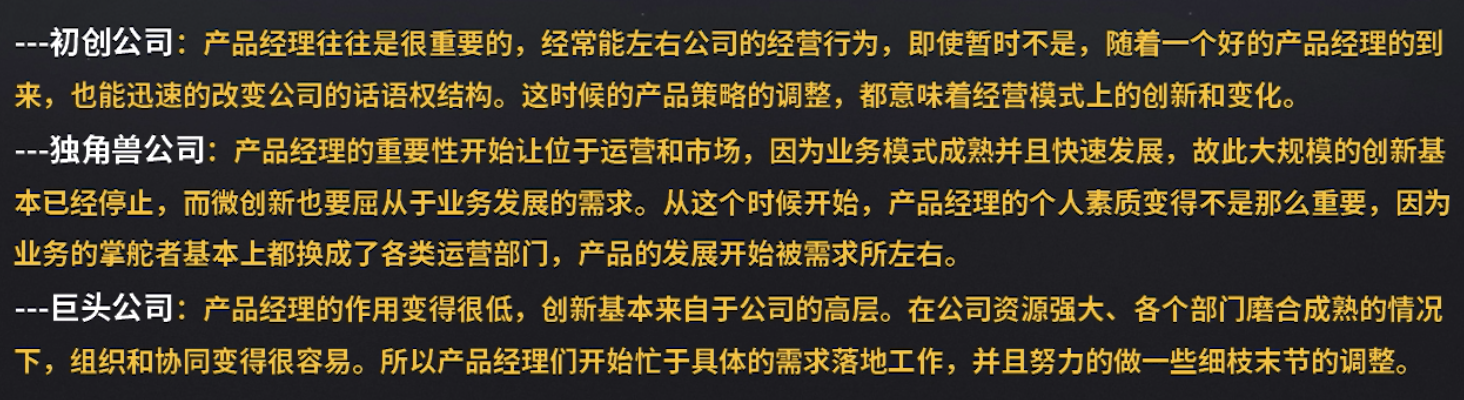 ---初创公司：产品经理往往是很重要的，经常能左右公司的经营行为，即使暂时不是，随着一个好的产品经理的到
来，也能迅速的改变公司的话语权结构。这时候的产品策略的调整，都意味着经营模式上的创新和变化。
---独角兽公司：产品经理的重要性开始让位于运营和市场，因为业务模式成熟并且快速发展，故此大规模的创新基
本已经停止，而微创新也要屈从于业务发展的需求。从这个时候开始，产品经理的个人素质变得不是那么重要，因为
业务的掌舵者基本上都换成了各类运营部门，产品的发展开始被需求所左右。
---巨头公司：产品经理的作用变得很低，创新基本来自于公司的高层。在公司资源强大、各个部门磨合成熟的情况
下，组织和协同变得很容易。所以产品经理们开始忙于具体的需求落地工作，并且努力的做一些细枝末节的调整。